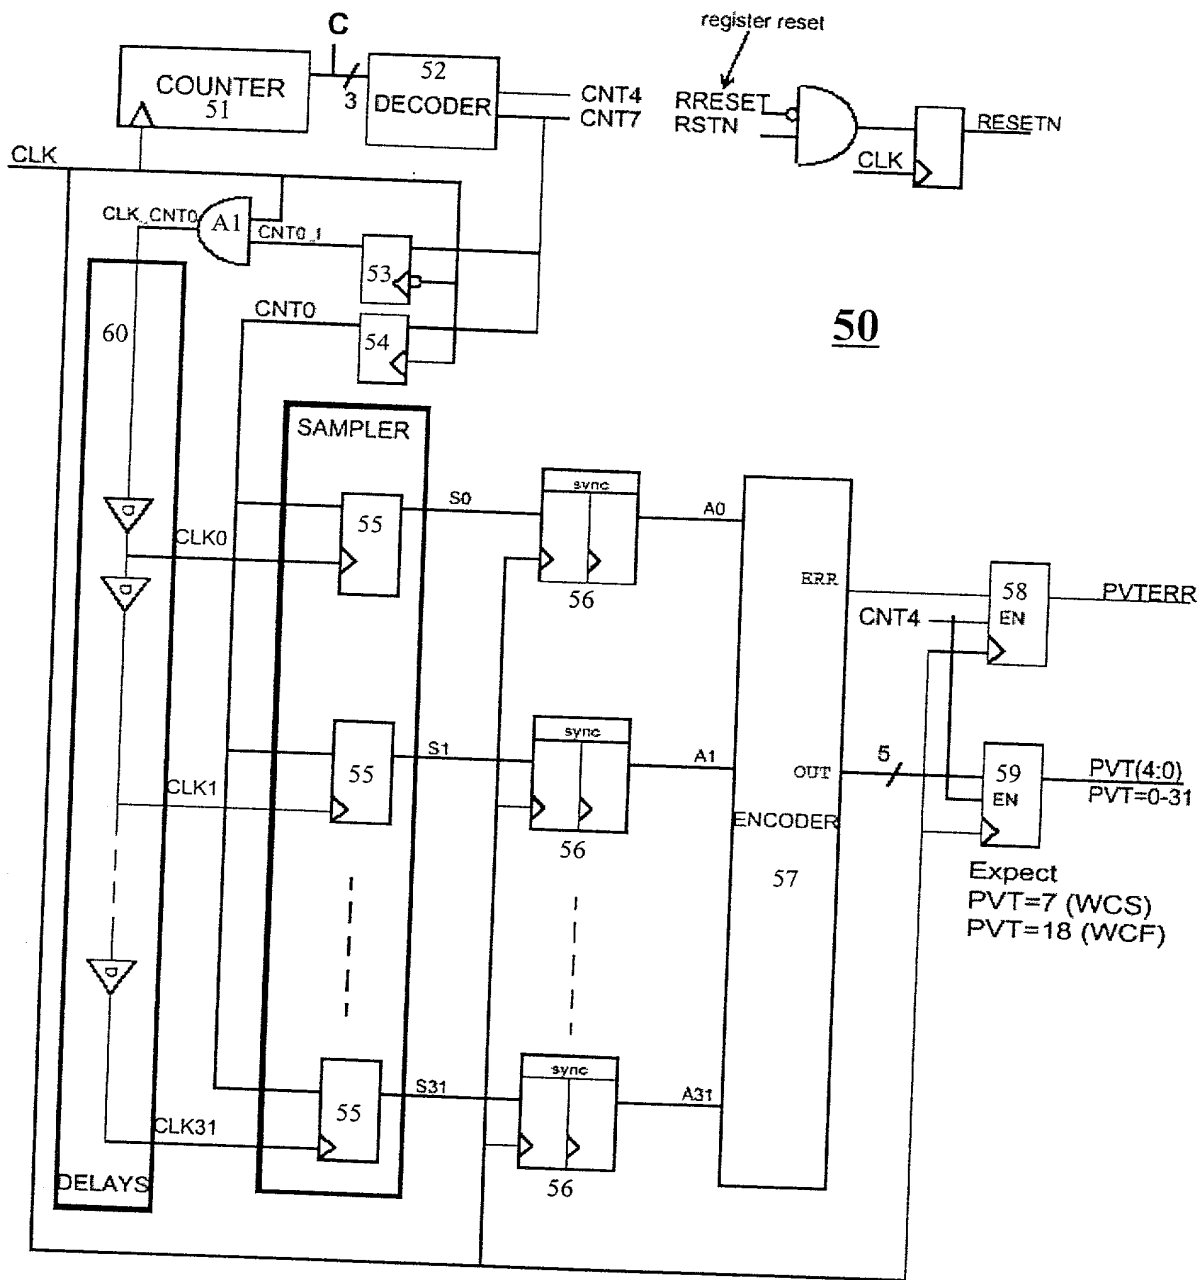 register reset
C
COUNTER
51
3
52
DECODER
CNT4
CNT7
RRESET
RSTN
CLK
RESETN
CLK
CLK_CNT0
A1
CNT0_1
53
CNT0
54
50
60
SAMPLER
D
CLK0
D
55
S0
sync
56
A0
ERR
CNT4
58
EN
PVTERR
CLK1
55
S1
sync
56
A1
OUT
5
ENCODER
57
59
EN
PVT(4:0)
PVT=0-31
Expect
PVT=7 (WCS)
PVT=18 (WCF)
D
CLK31
55
S31
sync
56
A31
DELAYS